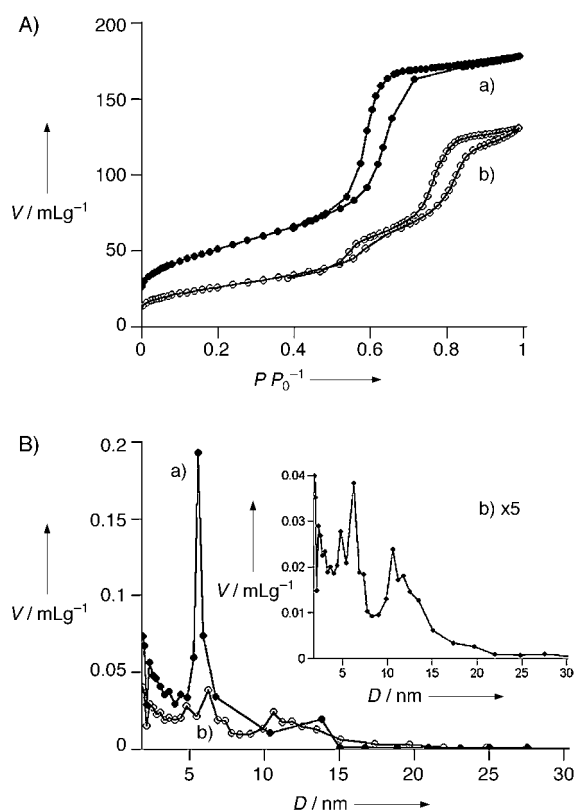 A)
200
150
100
50
0
V / mLg⁻¹
a)
b)
0 0.2 0.4 0.6 0.8 1
P P₀⁻¹
B)
0.2
0.15
0.1
0.05
0
V / mLg⁻¹
a)
b)
5 10 15 20 25 30
D / nm
0.04
0.03
0.02
0.01
0
V / mLg⁻¹
b) x5
5 10 15 20 25 30
D / nm